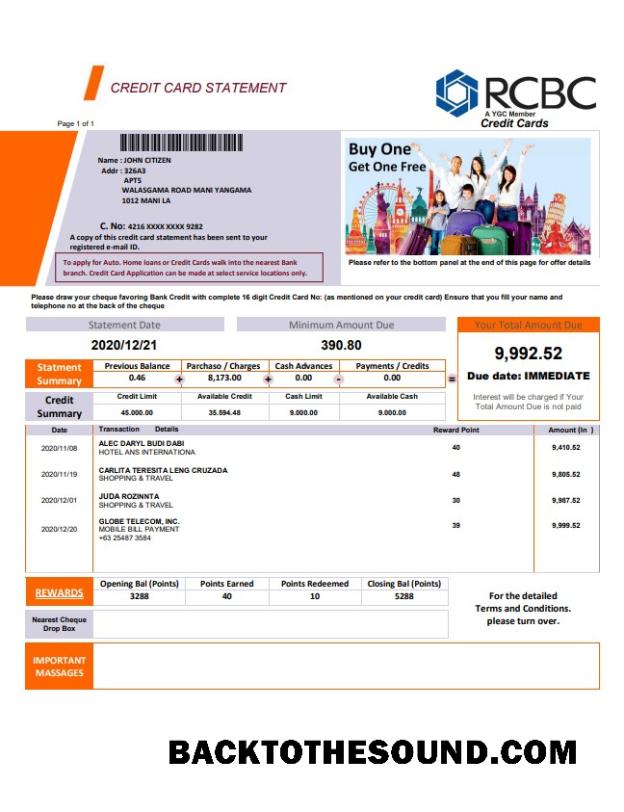 CREDIT CARD STATEMENT
RCBC
A YGC Member
Credit Cards
Page 1 of 1
Name : JOHN CITIZEN
Addr : 326A3
APT5
WALASGAMA ROAD MANI YANGAMA
1012 MANI LA
C. No: 4216 XXXX XXXX 9282
A copy of this credit card statement has been sent to your
registered e-mail ID.
To apply for Auto. Home loans or Credit Cards walk into the nearest Bank
branch. Credit Card Application can be made at select service locations only.
Buy One
Get One Free
Please refer to the bottom panel at the end of this page for offer details
Please draw your cheque favoring Bank Credit with complete 16 digit Credit Card No: (as mentioned on your credit card) Ensure that you fill your name and
telephone no at the back of the cheque
Statement Date Minimum Amount Due Your Total Amount Due
2020/12/21 390.80 9,992.52
Statment Summary
Previous Balance Purchaso / Charges Cash Advances Payments / Credits
0.46 + 8,173.00 + 0.00 - 0.00 =
Due date: IMMEDIATE
Interest will be charged if Your
Total Amount Due is not paid
Credit Summary
Credit Limit Available Credit Cash Limit Available Cash
45.000.00 35.594.48 9.000.00 9.000.00
Date Transaction Details Reward Point Amount (In )
2020/11/08 ALEC DARYL BUDI DABI 40 9,410.52
HOTEL ANS INTERNATIONA
2020/11/19 CARLITA TERESITA LENG CRUZADA 48 9,805.52
SHOPPING & TRAVEL
2020/12/01 JUDA ROZINNTA 30 9,987.52
SHOPPING & TRAVEL
2020/12/20 GLOBE TELECOM, INC. 39 9,999.52
MOBILE BILL PAYMENT
+63 25487 3584
REWARDS
Opening Bal (Points) Points Earned Points Redeemed Closing Bal (Points)
3288 40 10 5288
For the detailed
Terms and Conditions.
please turn over.
Nearest Cheque
Drop Box
IMPORTANT
MASSAGES
BACKTOTHESOUND.COM